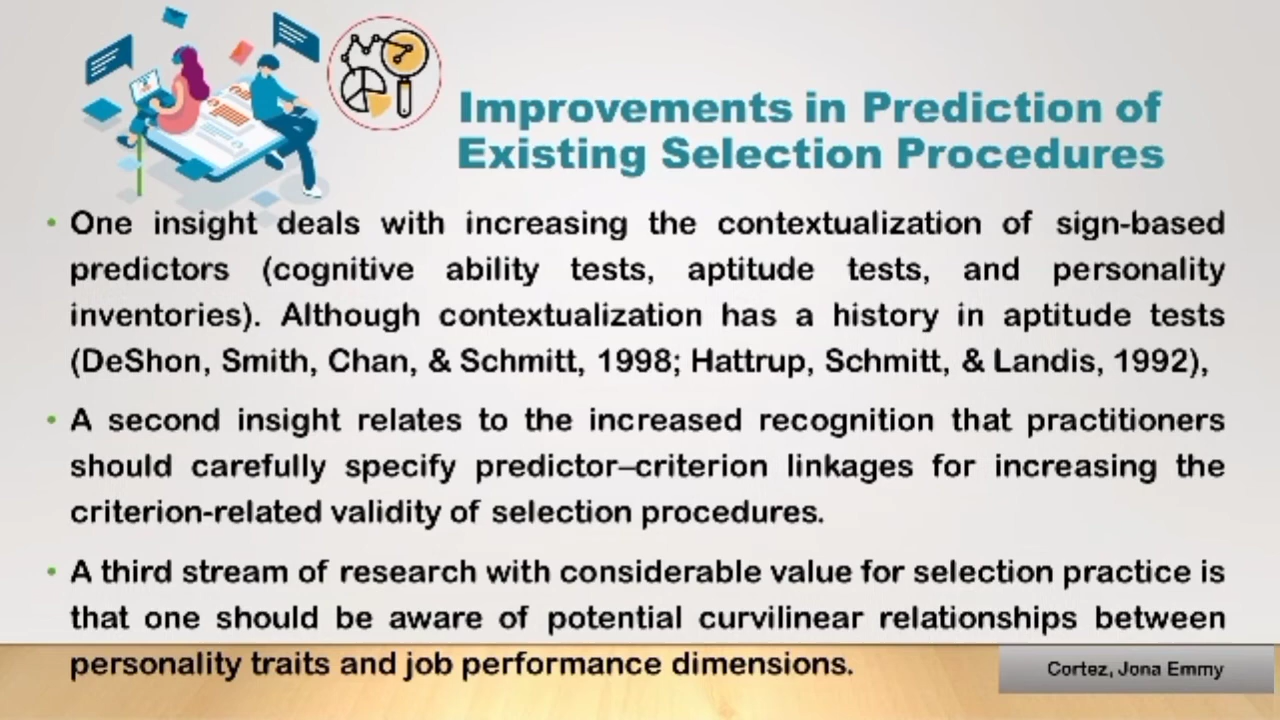 Improvements in Prediction of
Existing Selection Procedures
• One insight deals with increasing the contextualization of sign-based
predictors (cognitive ability tests, aptitude tests, and personality
inventories). Although contextualization has a history in aptitude tests
(DeShon, Smith, Chan, & Schmitt, 1998; Hattrup, Schmitt, & Landis, 1992),
• A second insight relates to the increased recognition that practitioners
should carefully specify predictor–criterion linkages for increasing the
criterion-related validity of selection procedures.
• A third stream of research with considerable value for selection practice is
that one should be aware of potential curvilinear relationships between
personality traits and job performance dimensions.
Cortez, Jona Emmy